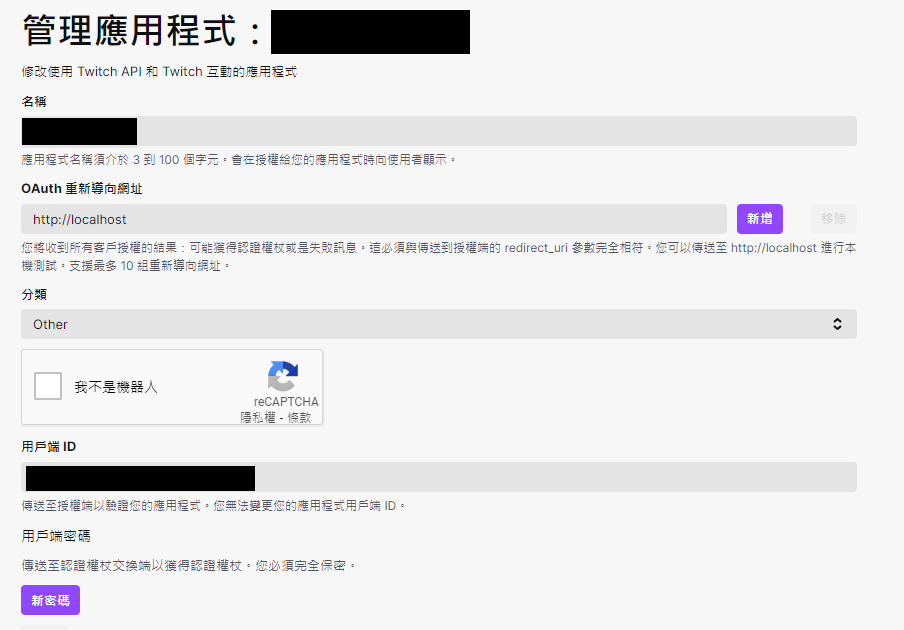 管理應用程式：
修改使用 Twitch API 和 Twitch 互動的應用程式
名稱
應用程式名稱須介於 3 到 100 個字元。會在授權給您的應用程式時向使用者顯示。
OAuth 重新導向網址
http://localhost
新增
移除
您將收到所有客戶授權的結果：可能獲得認證權杖或是失敗訊息。這必須與傳送到授權端的 redirect_uri 參數完全相符。您可以傳送至 http://localhost 進行本
機測試。支援最多 10 組重新導向網址。
分類
Other
我不是機器人
reCAPTCHA
隱私權 - 條款
用戶端 ID
傳送至授權端以驗證您的應用程式。您無法變更您的應用程式用戶端 ID。
用戶端密碼
傳送至認證權杖交換端以獲得認證權杖。您必須完全保密。
新密碼